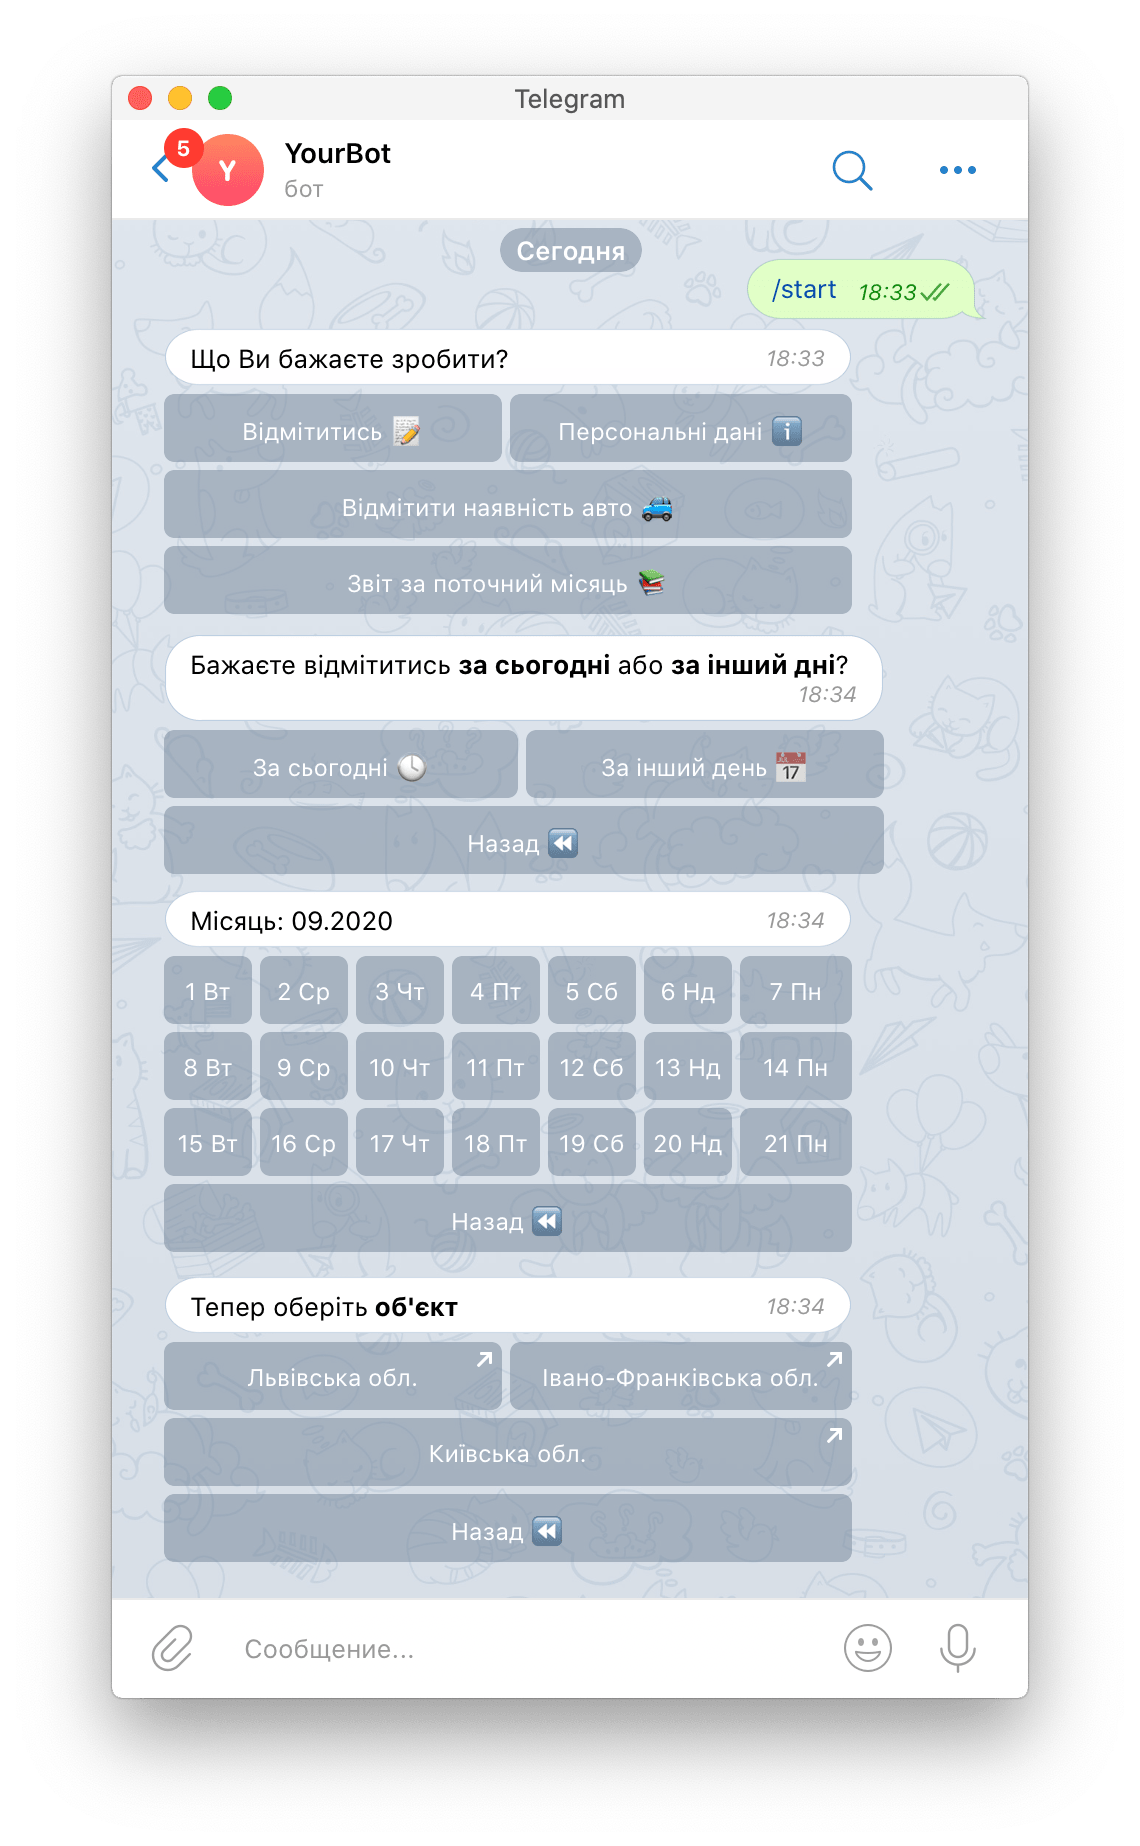 Telegram
5
Y
YourBot
бот
Сегодня
/start 18:33
Що Ви бажаєте зробити? 18:33
Відмітитись Персональні дані
Відмітити наявність авто
Звіт за поточний місяць
Бажаєте відмітитись за сьогодні або за інший дні?
18:34
За сьогодні За інший день 17
Назад
Місяць: 09.2020 18:34
1 Вт 2 Ср 3 Чт 4 Пт 5 Сб 6 Нд 7 Пн
8 Вт 9 Ср 10 Чт 11 Пт 12 Сб 13 Нд 14 Пн
15 Вт 16 Ср 17 Чт 18 Пт 19 Сб 20 Нд 21 Пн
Назад
Тепер оберіть об'єкт 18:34
Львівська обл. Івано-Франківська обл.
Київська обл.
Назад
Сообщение...